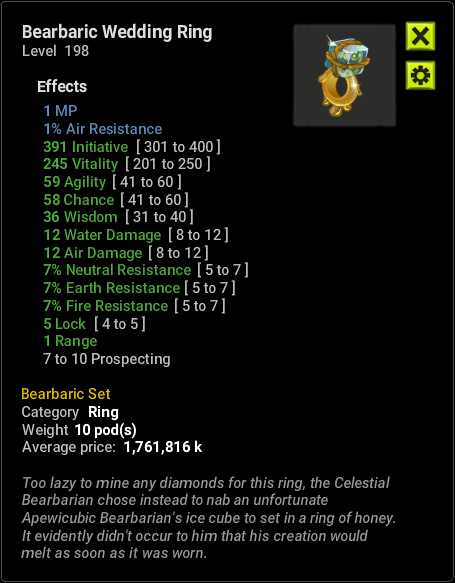 Bearbaric Wedding Ring
Level 198
Effects
1 MP
1% Air Resistance
391 Initiative [ 301 to 400 ]
245 Vitality [ 201 to 250 ]
59 Agility [ 41 to 60 ]
58 Chance [ 41 to 60 ]
36 Wisdom [ 31 to 40 ]
12 Water Damage [ 8 to 12 ]
12 Air Damage [ 8 to 12 ]
7% Neutral Resistance [ 5 to 7 ]
7% Earth Resistance [ 5 to 7 ]
7% Fire Resistance [ 5 to 7 ]
5 Lock [ 4 to 5 ]
1 Range
7 to 10 Prospecting
Bearbaric Set
Category Ring
Weight 10 pod(s)
Average price: 1,761,816 k
Too lazy to mine any diamonds for this ring, the Celestial
Bearbarian chose instead to nab an unfortunate
Apewicubic Bearbarian's ice cube to set in a ring of honey.
It evidently didn't occur to him that his creation would
melt as soon as it was worn.